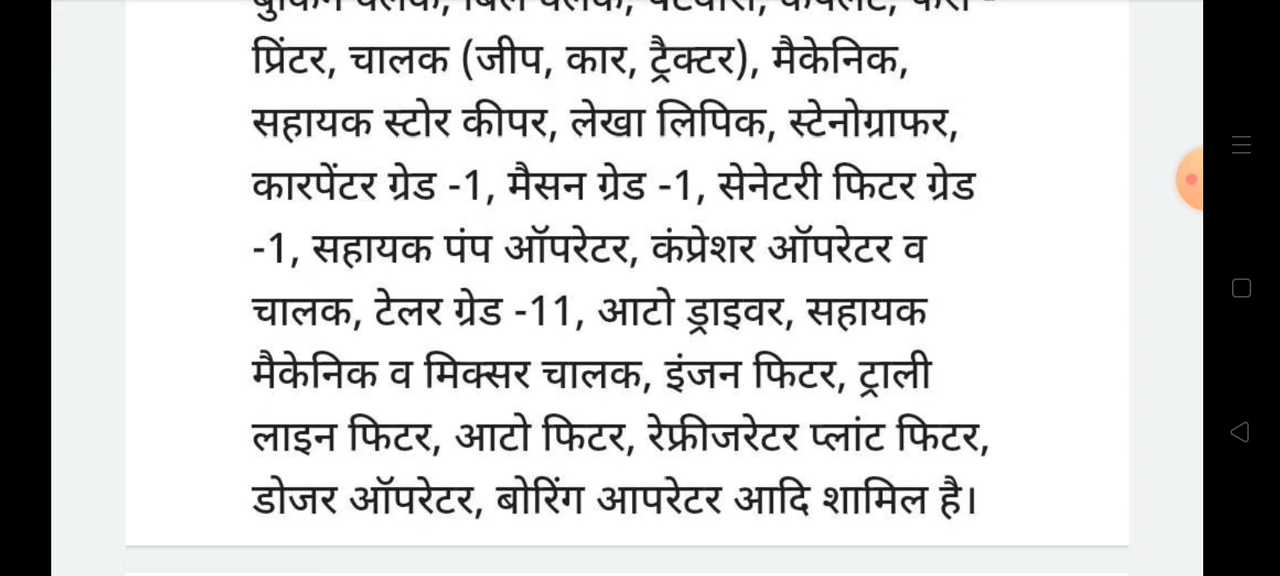 प्रिंटर, चालक (जीप, कार, ट्रैक्टर), मैकेनिक,
सहायक स्टोर कीपर, लेखा लिपिक, स्टेनोग्राफर,
कारपेंटर ग्रेड -1, मैसन ग्रेड -1, सेनेटरी फिटर ग्रेड
-1, सहायक पंप ऑपरेटर, कंप्रेशर ऑपरेटर व
चालक, टेलर ग्रेड -11, आटो ड्राइवर, सहायक
मैकेनिक व मिक्सर चालक, इंजन फिटर, ट्राली
लाइन फिटर, आटो फिटर, रेफ्रीजरेटर प्लांट फिटर,
डोजर ऑपरेटर, बोरिंग आपरेटर आदि शामिल है।